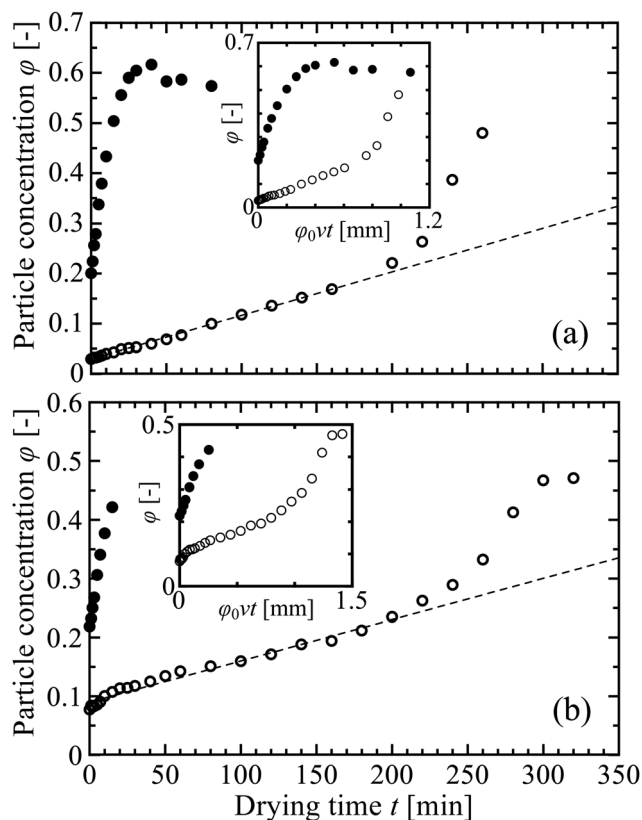 0.7
0.6
0.5
0.4
0.3
0.2
0.1
0
Particle concentration φ [-]
0.7
0
φ [-]
0
1.2
φ₀vt [mm]
(a)
0.6
0.5
0.4
0.3
0.2
0.1
0
Particle concentration φ [-]
0.5
0
φ [-]
0
1.5
φ₀vt [mm]
(b)
0 50 100 150 200 250 300 350
Drying time t [min]